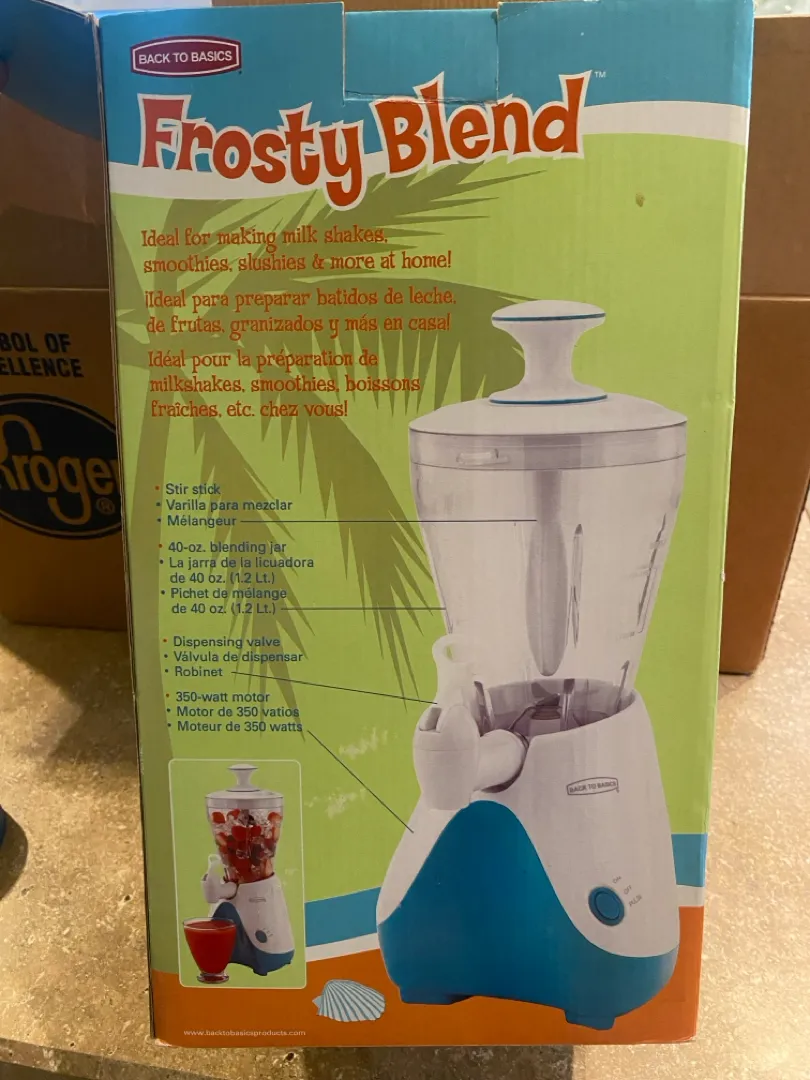 BACK TO BASICS
Frosty Blend™
Ideal for making milk shakes,
smoothies, slushies & more at home!
Ideal para preparar batidos de leche,
de frutas, granizados y más en casa!
Idéal pour la préparation de
milkshakes, smoothies, boissons
fraîches, etc. chez vous!
• Stir stick
• Varilla para mezclar
• Mélangeur
• 40-oz. blending jar
• La jarra de la licuadora
de 40 oz. (1.2 Lt.)
• Pichet de mélange
de 40 oz. (1.2 Lt.)
• Dispensing valve
• Válvula de dispensar
• Robinet
• 350-watt motor
• Motor de 350 vatios
• Moteur de 350 watts
BACK TO BASICS
ON
OFF
PULSE
www.backtobasicsproducts.com
BOL OF
ELLENCE
Kroger®